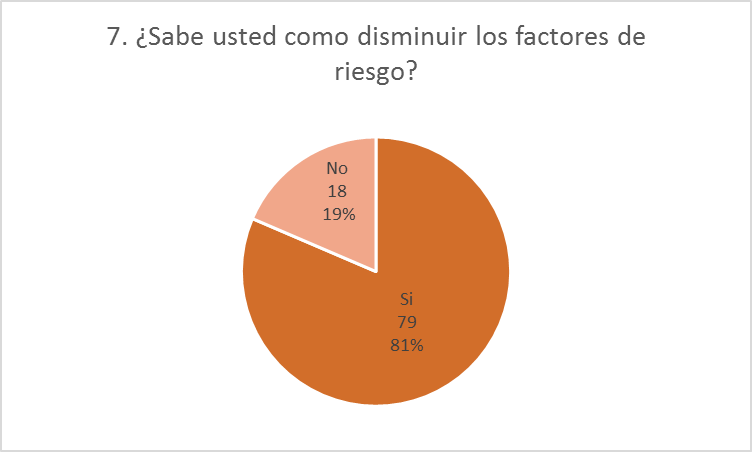 7. ¿Sabe usted como disminuir los factores de
riesgo?
No
18
19%
Si
79
81%